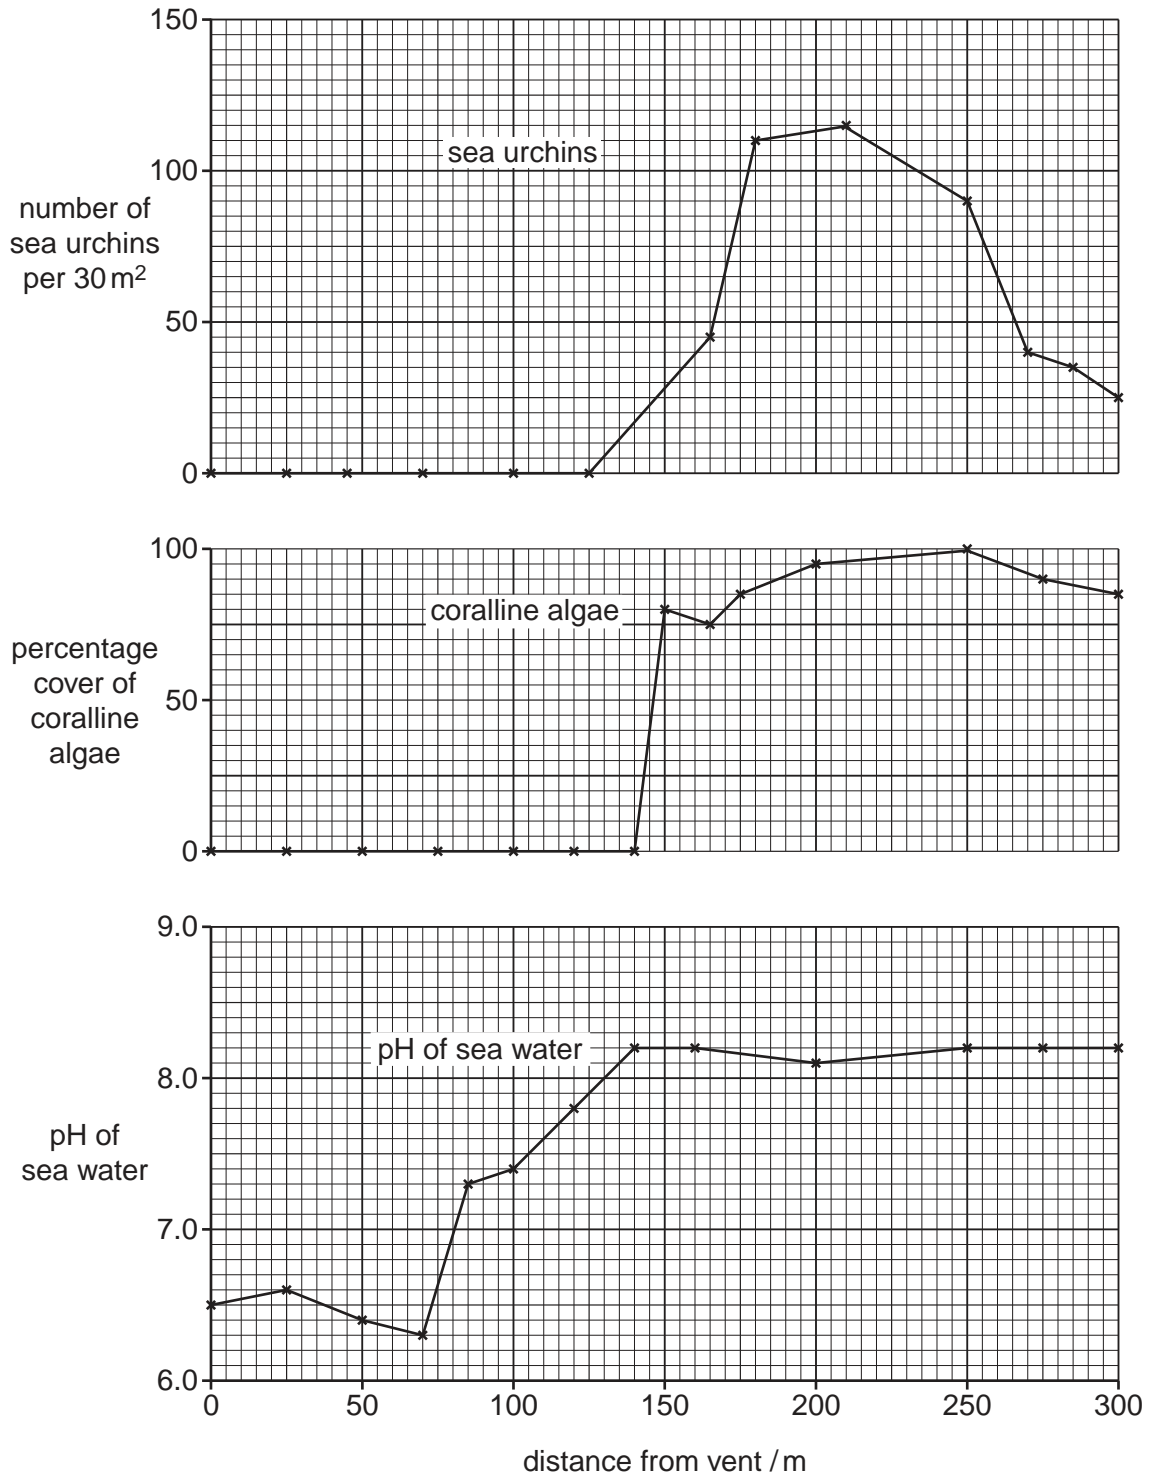 150
100
50
0
number of
sea urchins
per 30 m²
sea urchins
100
50
0
percentage
cover of
coralline
algae
coralline algae
9.0
8.0
7.0
6.0
pH of
sea water
pH of sea water
0 50 100 150 200 250 300
distance from vent / m